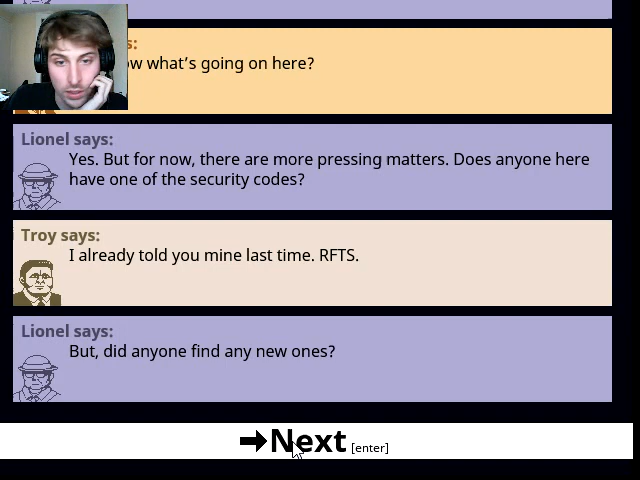 what's going on here?
Lionel says:
Yes. But for now, there are more pressing matters. Does anyone here
have one of the security codes?
Troy says:
I already told you mine last time. RFTS.
Lionel says:
But, did anyone find any new ones?
Next [enter]